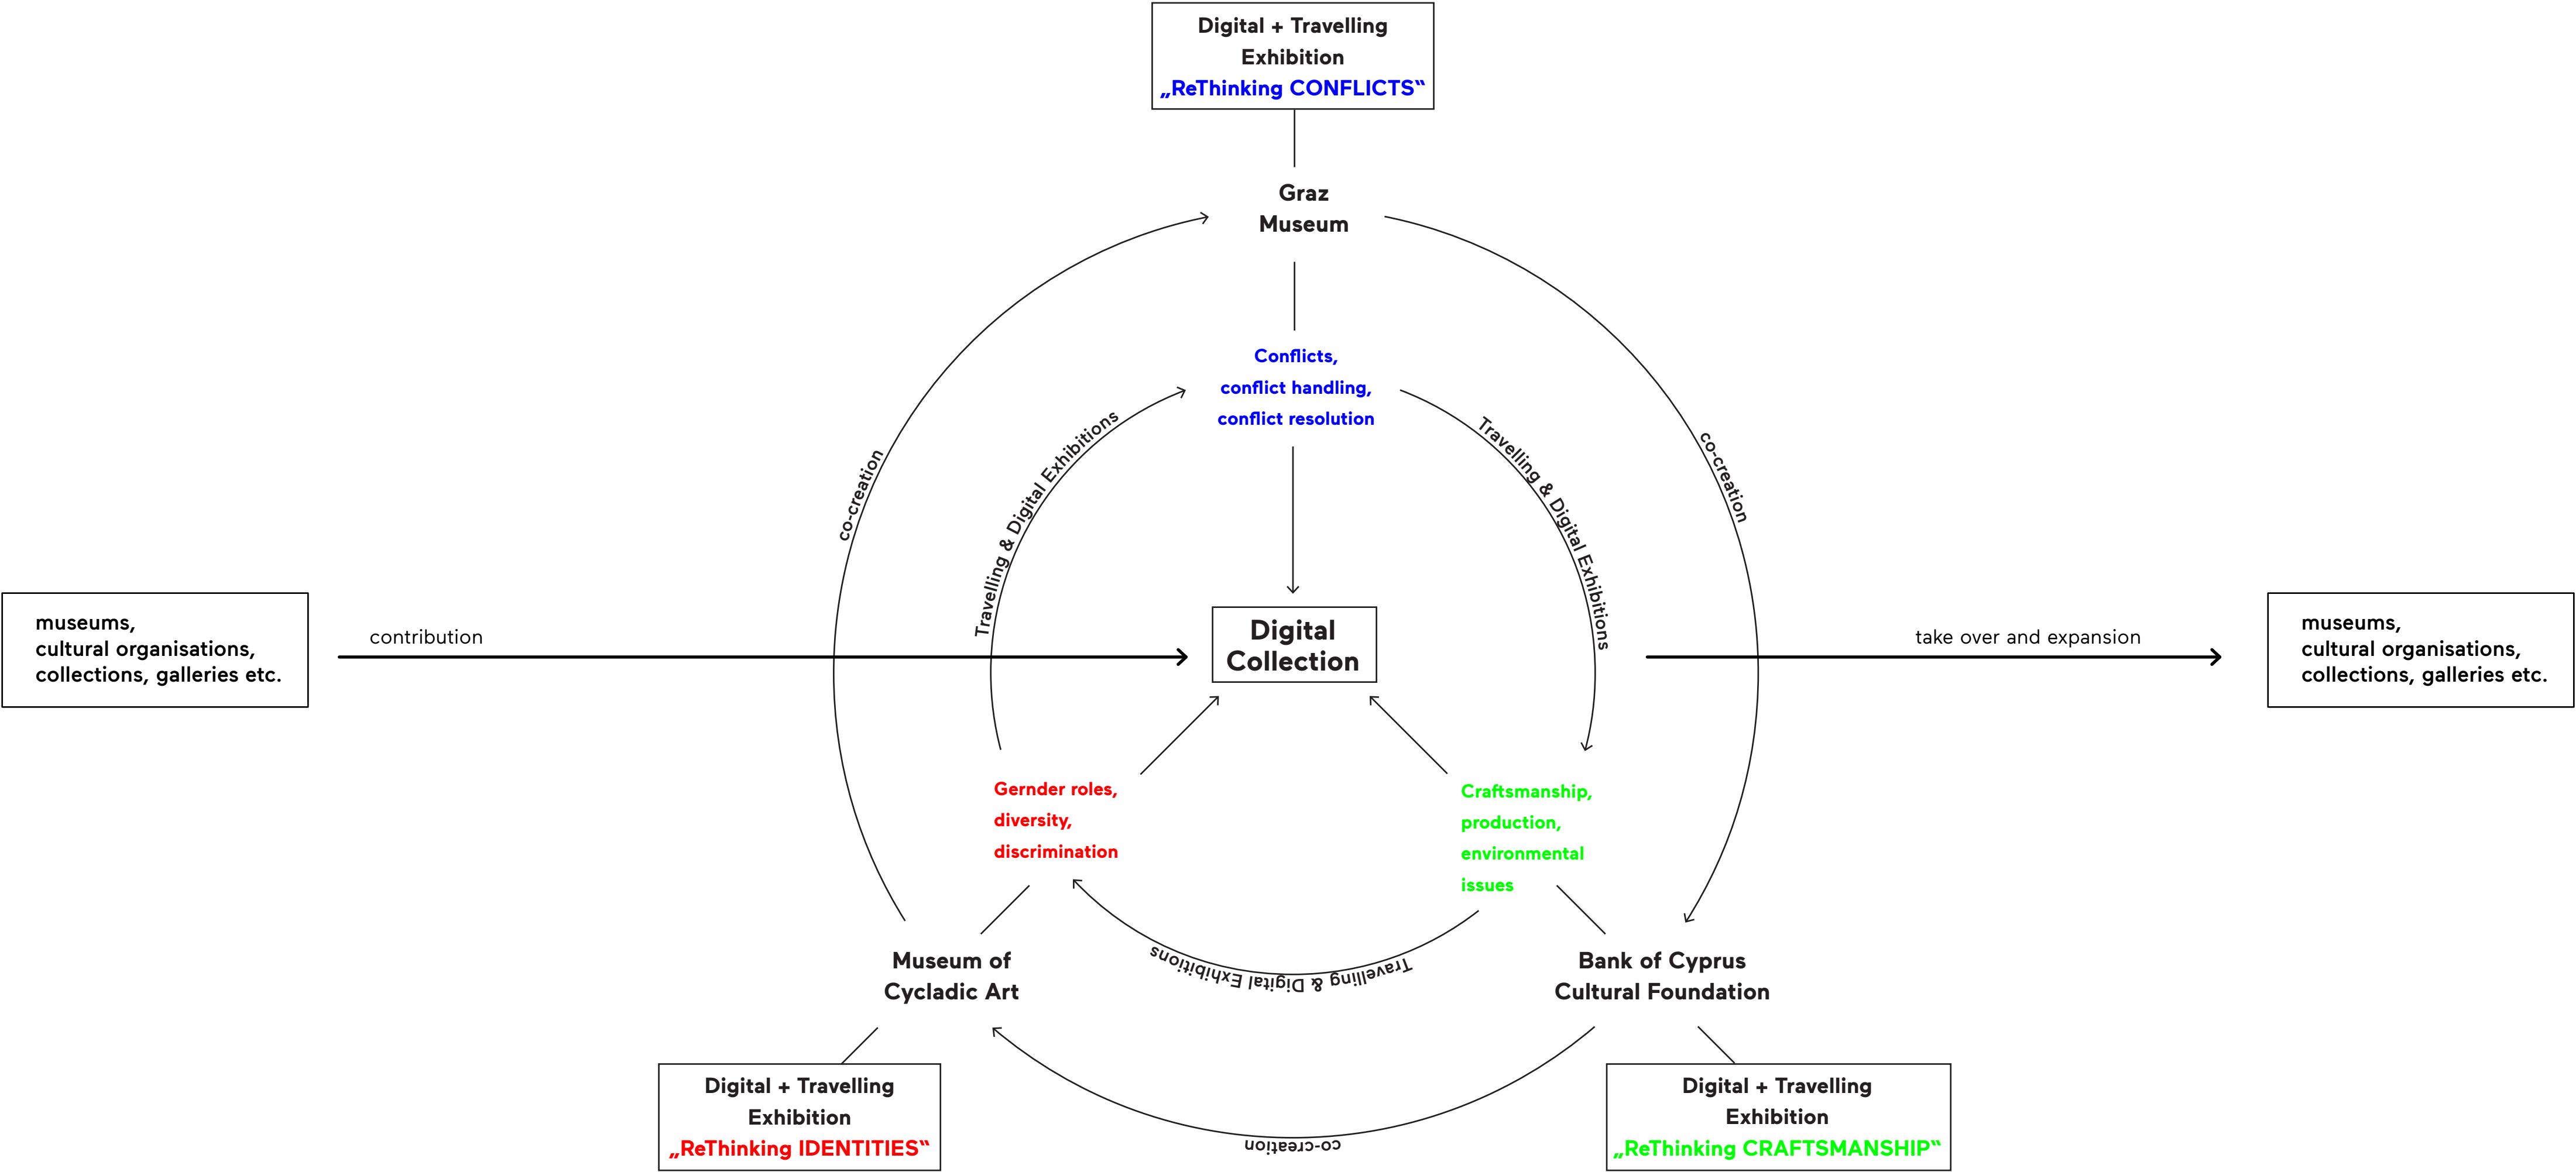 Digital + Travelling
Exhibition
„ReThinking CONFLICTS‟
Graz
Museum
Conflicts,
conflict handling,
conflict resolution
co-creation
Travelling & Digital Exhibitions
Travelling & Digital Exhibitions
co-creation
museums,
cultural organisations,
collections, galleries etc.
contribution
Digital
Collection
take over and expansion
museums,
cultural organisations,
collections, galleries etc.
Gernder roles,
diversity,
discrimination
Craftsmanship,
production,
environmental
issues
Travelling & Digital Exhibitions
Museum of
Cycladic Art
Bank of Cyprus
Cultural Foundation
Digital + Travelling
Exhibition
„ReThinking IDENTITIES‟
co-creation
Digital + Travelling
Exhibition
„ReThinking CRAFTSMANSHIP‟